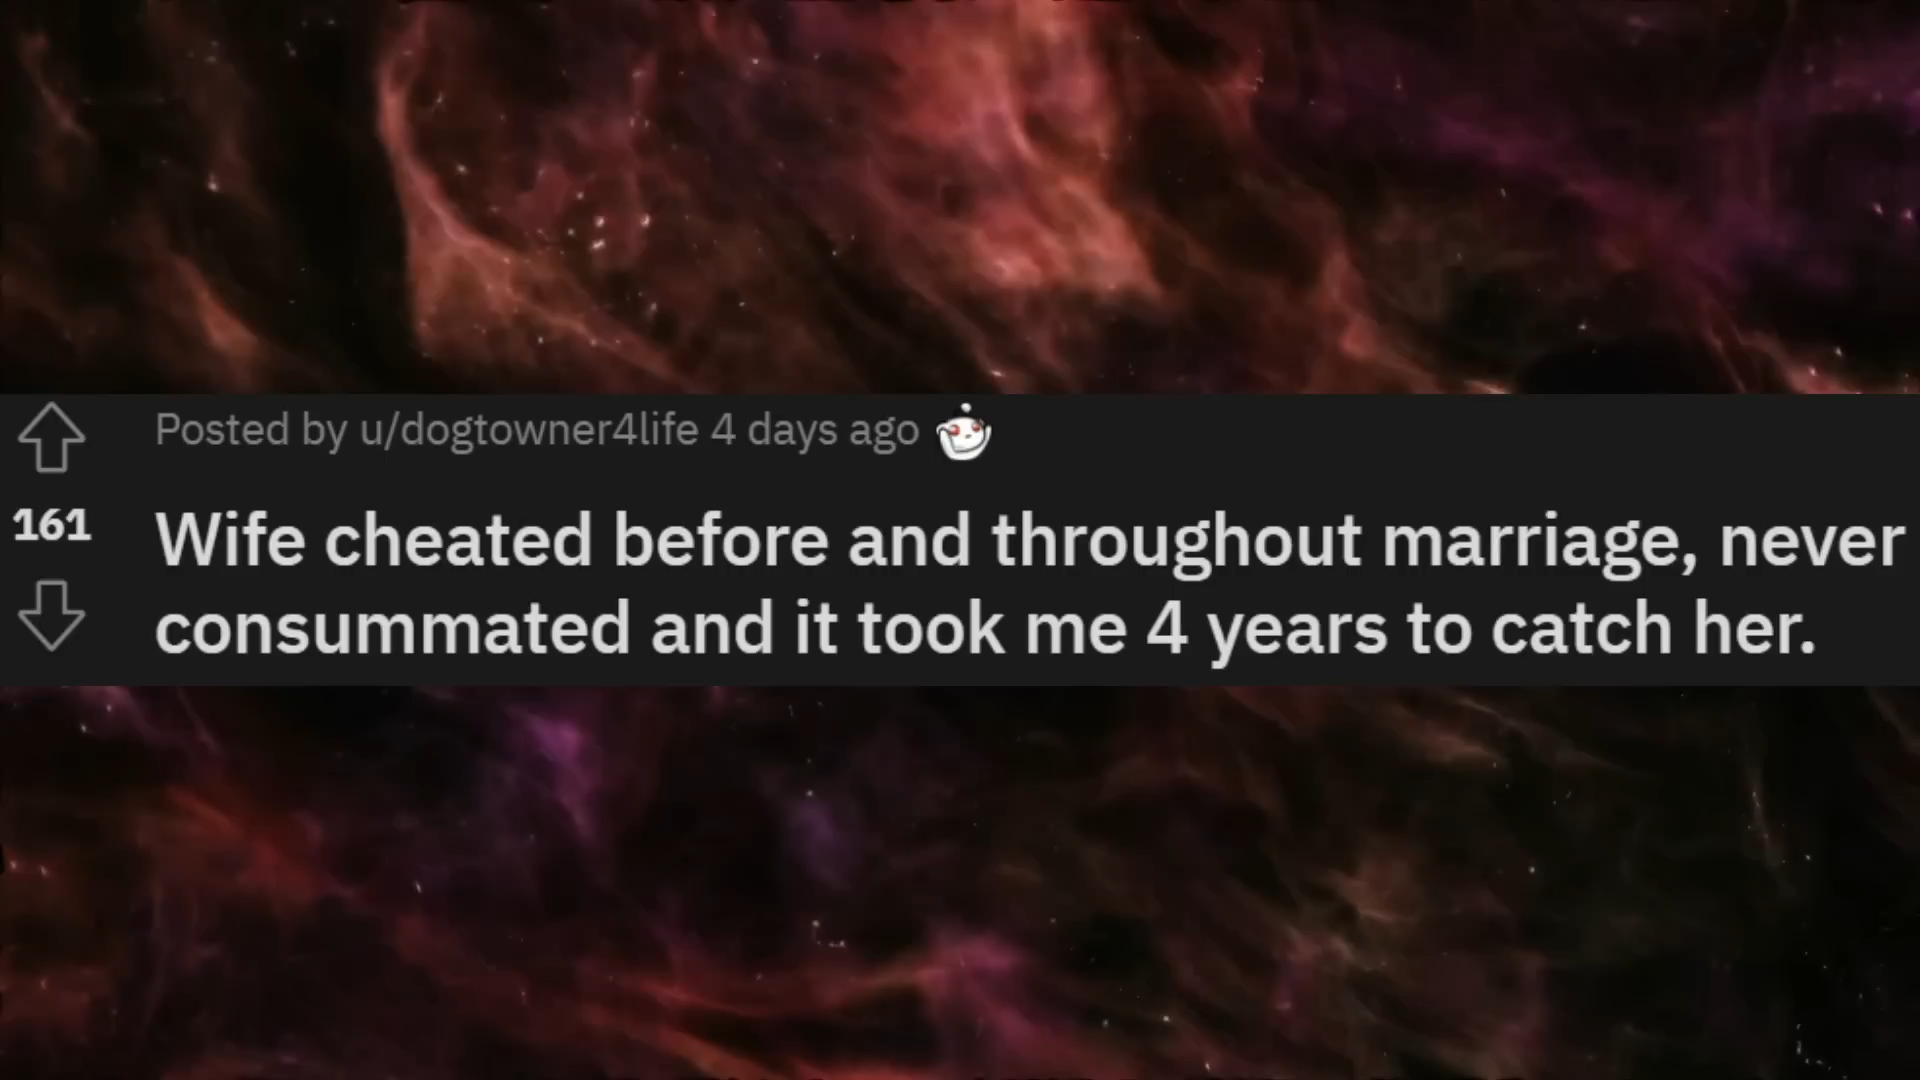 Posted by u/dogtowner4life 4 days ago
161
Wife cheated before and throughout marriage, never
consummated and it took me 4 years to catch her.